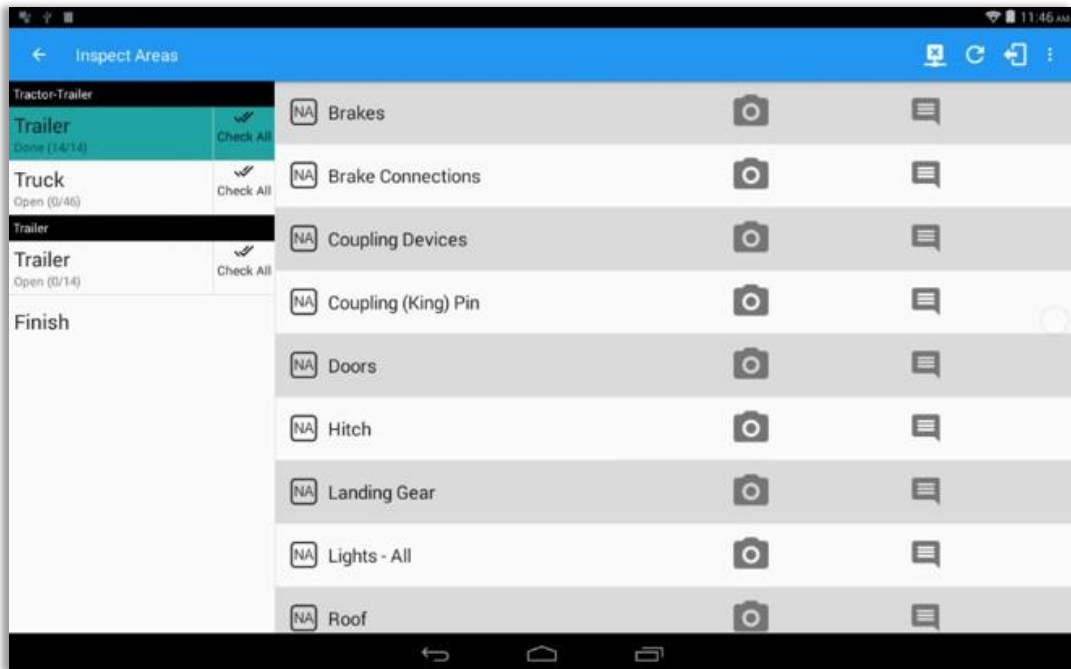 11:46 AM
Inspect Areas
Tractor-Trailer
Trailer
Done (14/14)
Check All
Truck
Open (0/46)
Check All
Trailer
Trailer
Open (0/14)
Check All
Finish
NA Brakes
NA Brake Connections
NA Coupling Devices
NA Coupling (King) Pin
NA Doors
NA Hitch
NA Landing Gear
NA Lights - All
NA Roof